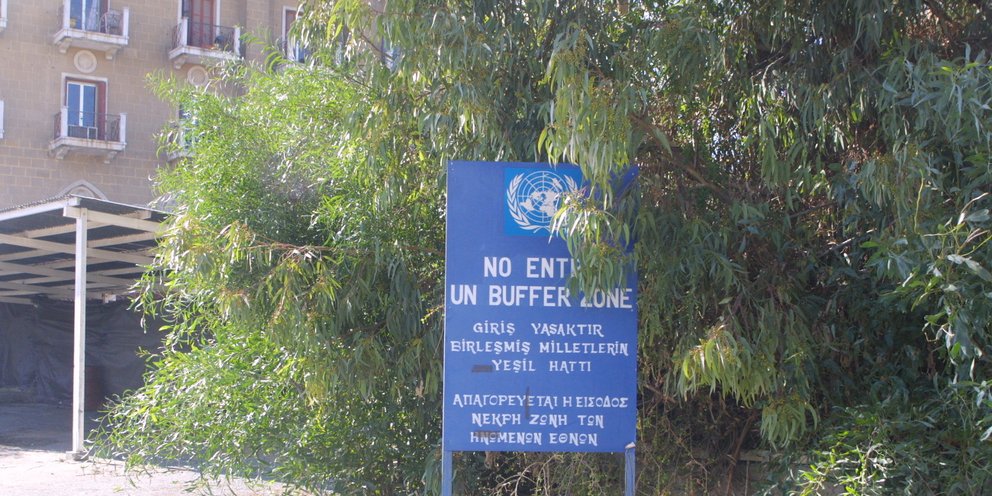 NO ENTR
UN BUFFER ZONE
GİRİŞ YASAKTIR
BİRLEŞMİŞ MİLLETLERİN
YEŞİL HATTI
ΑΠΑΓΟΡΕΥΕΤΑΙ Η ΕΙΣΟΔΟΣ
ΝΕΚΡΗ ΖΩΝΗ ΤΩΝ
ΗΝΩΜΕΝΩΝ ΕΘΝΩΝ